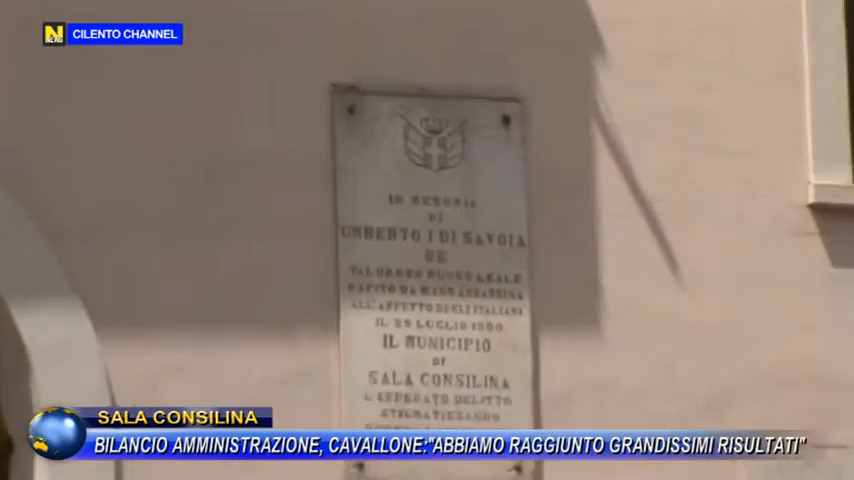 CILENTO CHANNEL
IN MEMORIA
DI
UMBERTO I DI SAVOIA
RE
VALOROSO BUONO LEALE
RAPITO DA MANO ASSASSINA
ALL'AFFETTO DEGLI ITALIANI
IL 29 LUGLIO 1900
IL MUNICIPIO
DI
SALA CONSILINA
L'EFFERATO DELITTO
STIGMATIZZANDO
SALA CONSILINA
BILANCIO AMMINISTRAZIONE, CAVALLONE:"ABBIAMO RAGGIUNTO GRANDISSIMI RISULTATI"